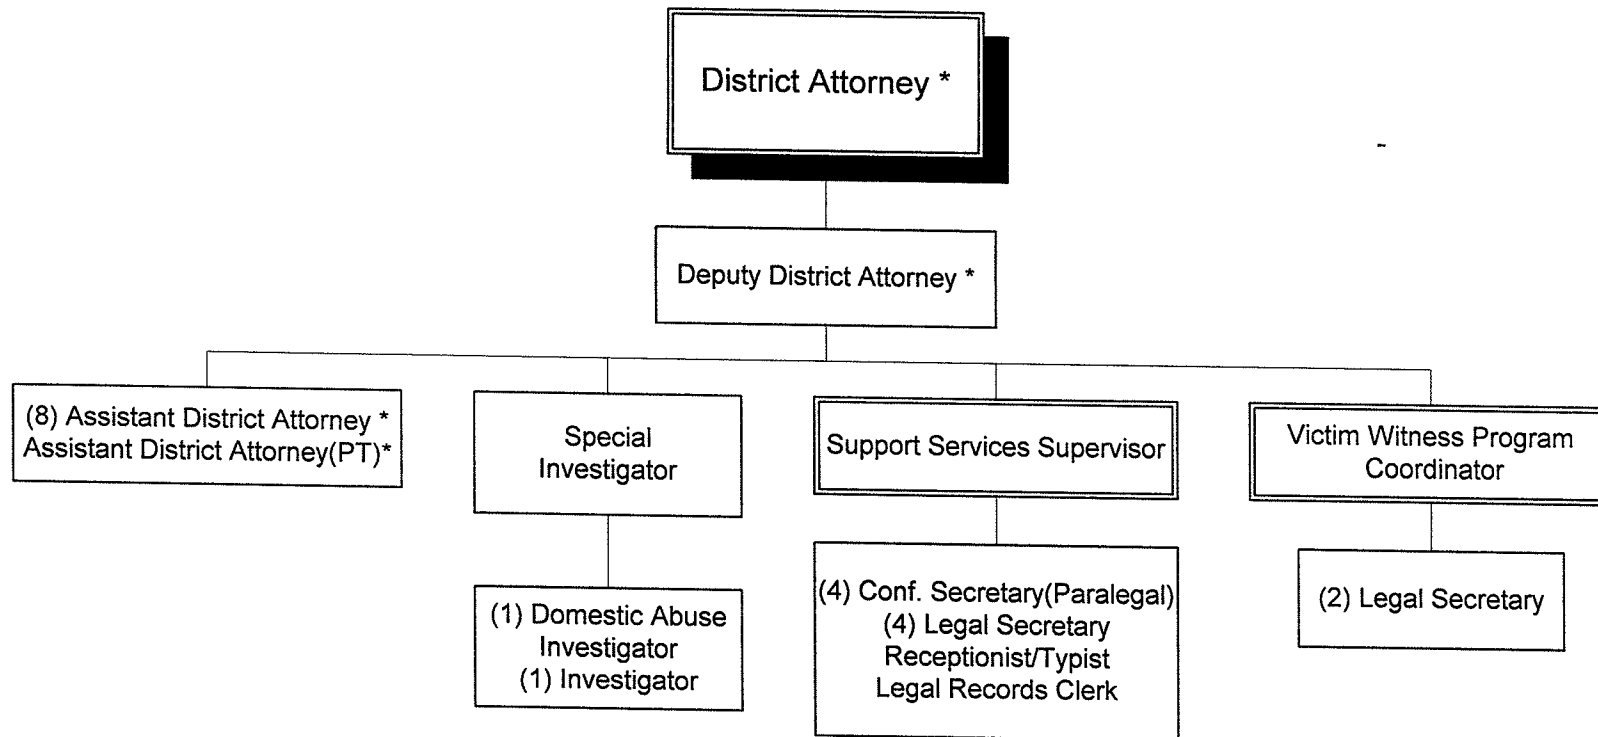 District Attorney *
Deputy District Attorney *
(8) Assistant District Attorney *
Assistant District Attorney(PT)*
Special
Investigator
Support Services Supervisor
Victim Witness Program
Coordinator
(1) Domestic Abuse
Investigator
(1) Investigator
(4) Conf. Secretary(Paralegal)
(4) Legal Secretary
Receptionist/Typist
Legal Records Clerk
(2) Legal Secretary